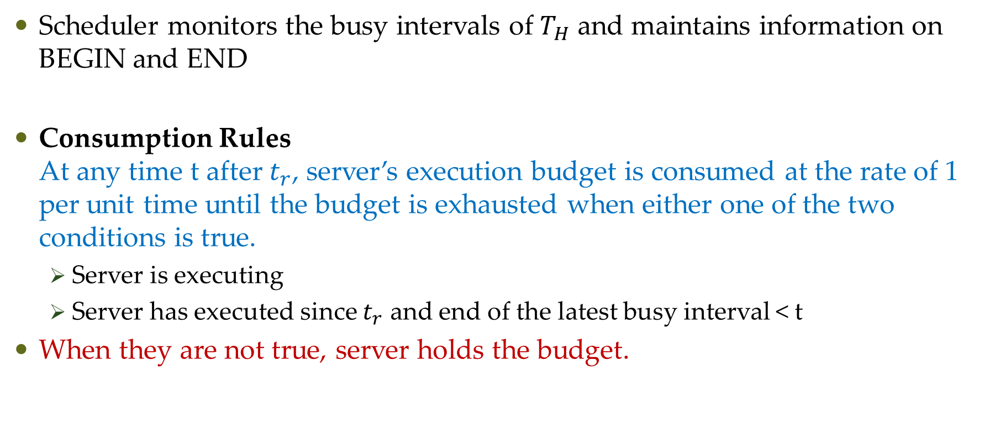 • Scheduler monitors the busy intervals of T_H and maintains information on
BEGIN and END
• Consumption Rules
At any time t after t_r, server’s execution budget is consumed at the rate of 1
per unit time until the budget is exhausted when either one of the two
conditions is true.
➢ Server is executing
➢ Server has executed since t_r and end of the latest busy interval < t
• When they are not true, server holds the budget.